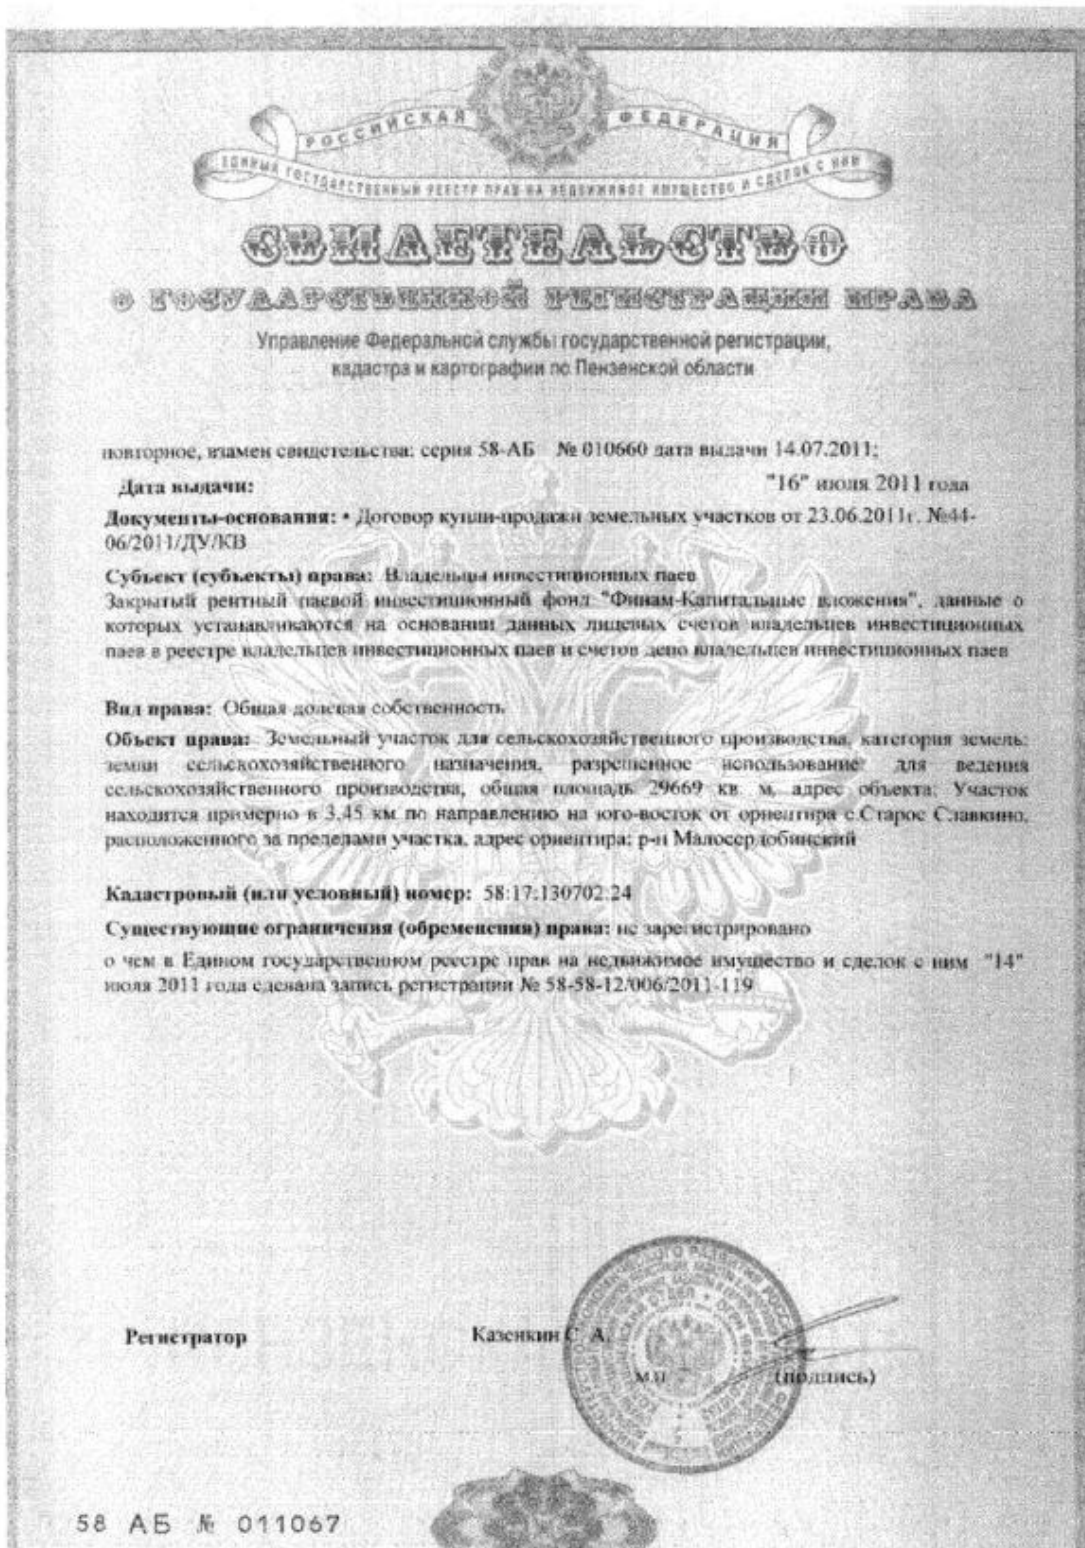 РОССИЙСКАЯ ФЕДЕРАЦИЯ
ЕДИНЫЙ ГОСУДАРСТВЕННЫЙ РЕЕСТР ПРАВ НА НЕДВИЖИМОЕ ИМУЩЕСТВО И СДЕЛОК С НИМ
СВИДЕТЕЛЬСТВО
О ГОСУДАРСТВЕННОЙ РЕГИСТРАЦИИ ПРАВА
Управление Федеральной службы государственной регистрации,
кадастра и картографии по Пензенской области
повторное, взамен свидетельства: серия 58-АБ № 010660 дата выдачи 14.07.2011;
Дата выдачи: "16" июля 2011 года
Документы-основания: • Договор купли-продажи земельных участков от 23.06.2011г. №44-
06/2011/ДУ/КВ
Субъект (субъекты) права: Владельцы инвестиционных паев
Закрытый рентный паевой инвестиционный фонд "Финам-Капитальные вложения", данные о
которых устанавливаются на основании данных лицевых счетов владельцев инвестиционных
паев в реестре владельцев инвестиционных паев и счетов депо владельцев инвестиционных паев
Вид права: Общая долевая собственность
Объект права: Земельный участок для сельскохозяйственного производства, категория земель:
земли сельскохозяйственного назначения, разрешенное использование: для ведения
сельскохозяйственного производства, общая площадь 29669 кв. м, адрес объекта: Участок
находится примерно в 3,45 км по направлению на юго-восток от ориентира с.Старое Славкино,
расположенного за пределами участка, адрес ориентира: р-н Малосердобинский
Кадастровый (или условный) номер: 58:17:130702:24
Существующие ограничения (обременения) права: не зарегистрировано
о чем в Едином государственном реестре прав на недвижимое имущество и сделок с ним "14"
июля 2011 года сделана запись регистрации № 58-58-12/006/2011-119
Регистратор Казенкин С. А.
м.п. (подпись)
58 АБ № 011067